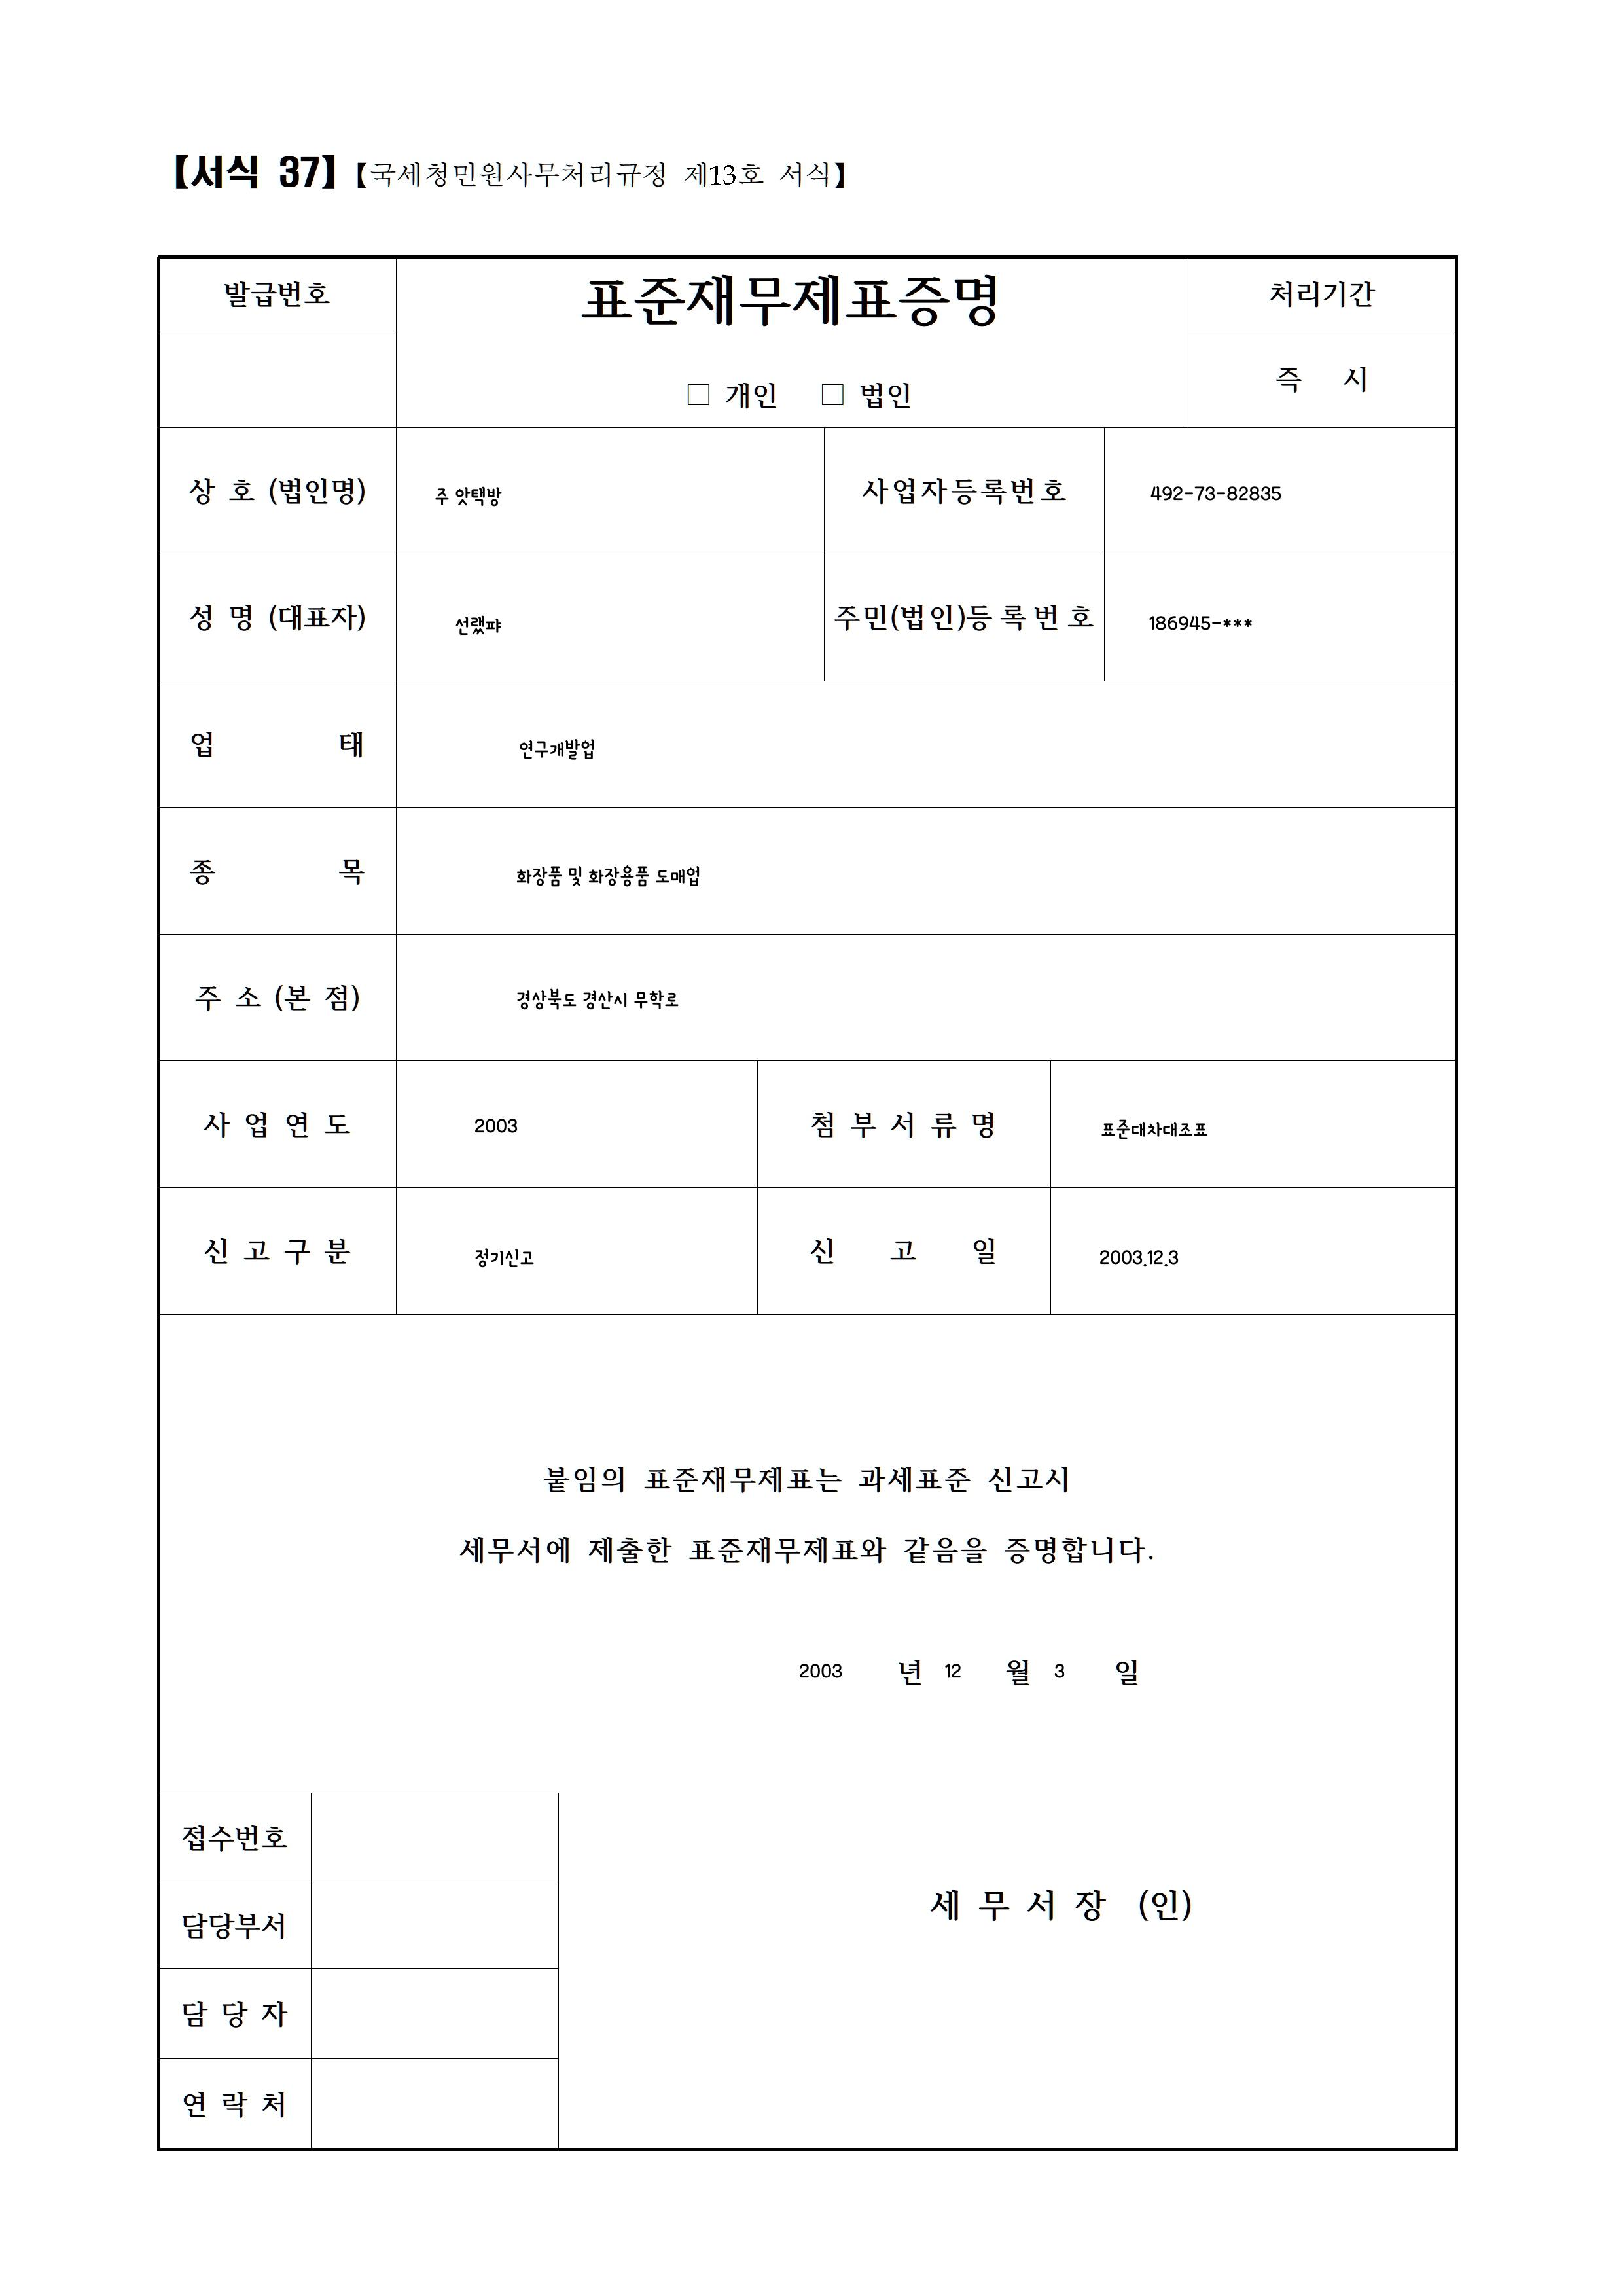 【서식 37】【국세청민원사무처리규정 제13호 서식】
발급번호
표준재무제표증명
처리기간
□ 개인 □ 법인
즉 시
상 호 (법인명) 주 앗택방 사업자등록번호 492-73-82835
성 명 (대표자) 선랬퍄 주민(법인)등록번호 186945-***
업 태 연구개발업
종 목 화장품 및 화장용품 도매업
주 소 (본 점) 경상북도 경산시 무학로
사 업 연 도 2003 첨 부 서 류 명 표준대차대조표
신 고 구 분 정기신고 신 고 일 2003.12.3
붙임의 표준재무제표는 과세표준 신고시
세무서에 제출한 표준재무제표와 같음을 증명합니다.
2003 년 12 월 3 일
접수번호
담당부서
세 무 서 장 (인)
담 당 자
연 락 처